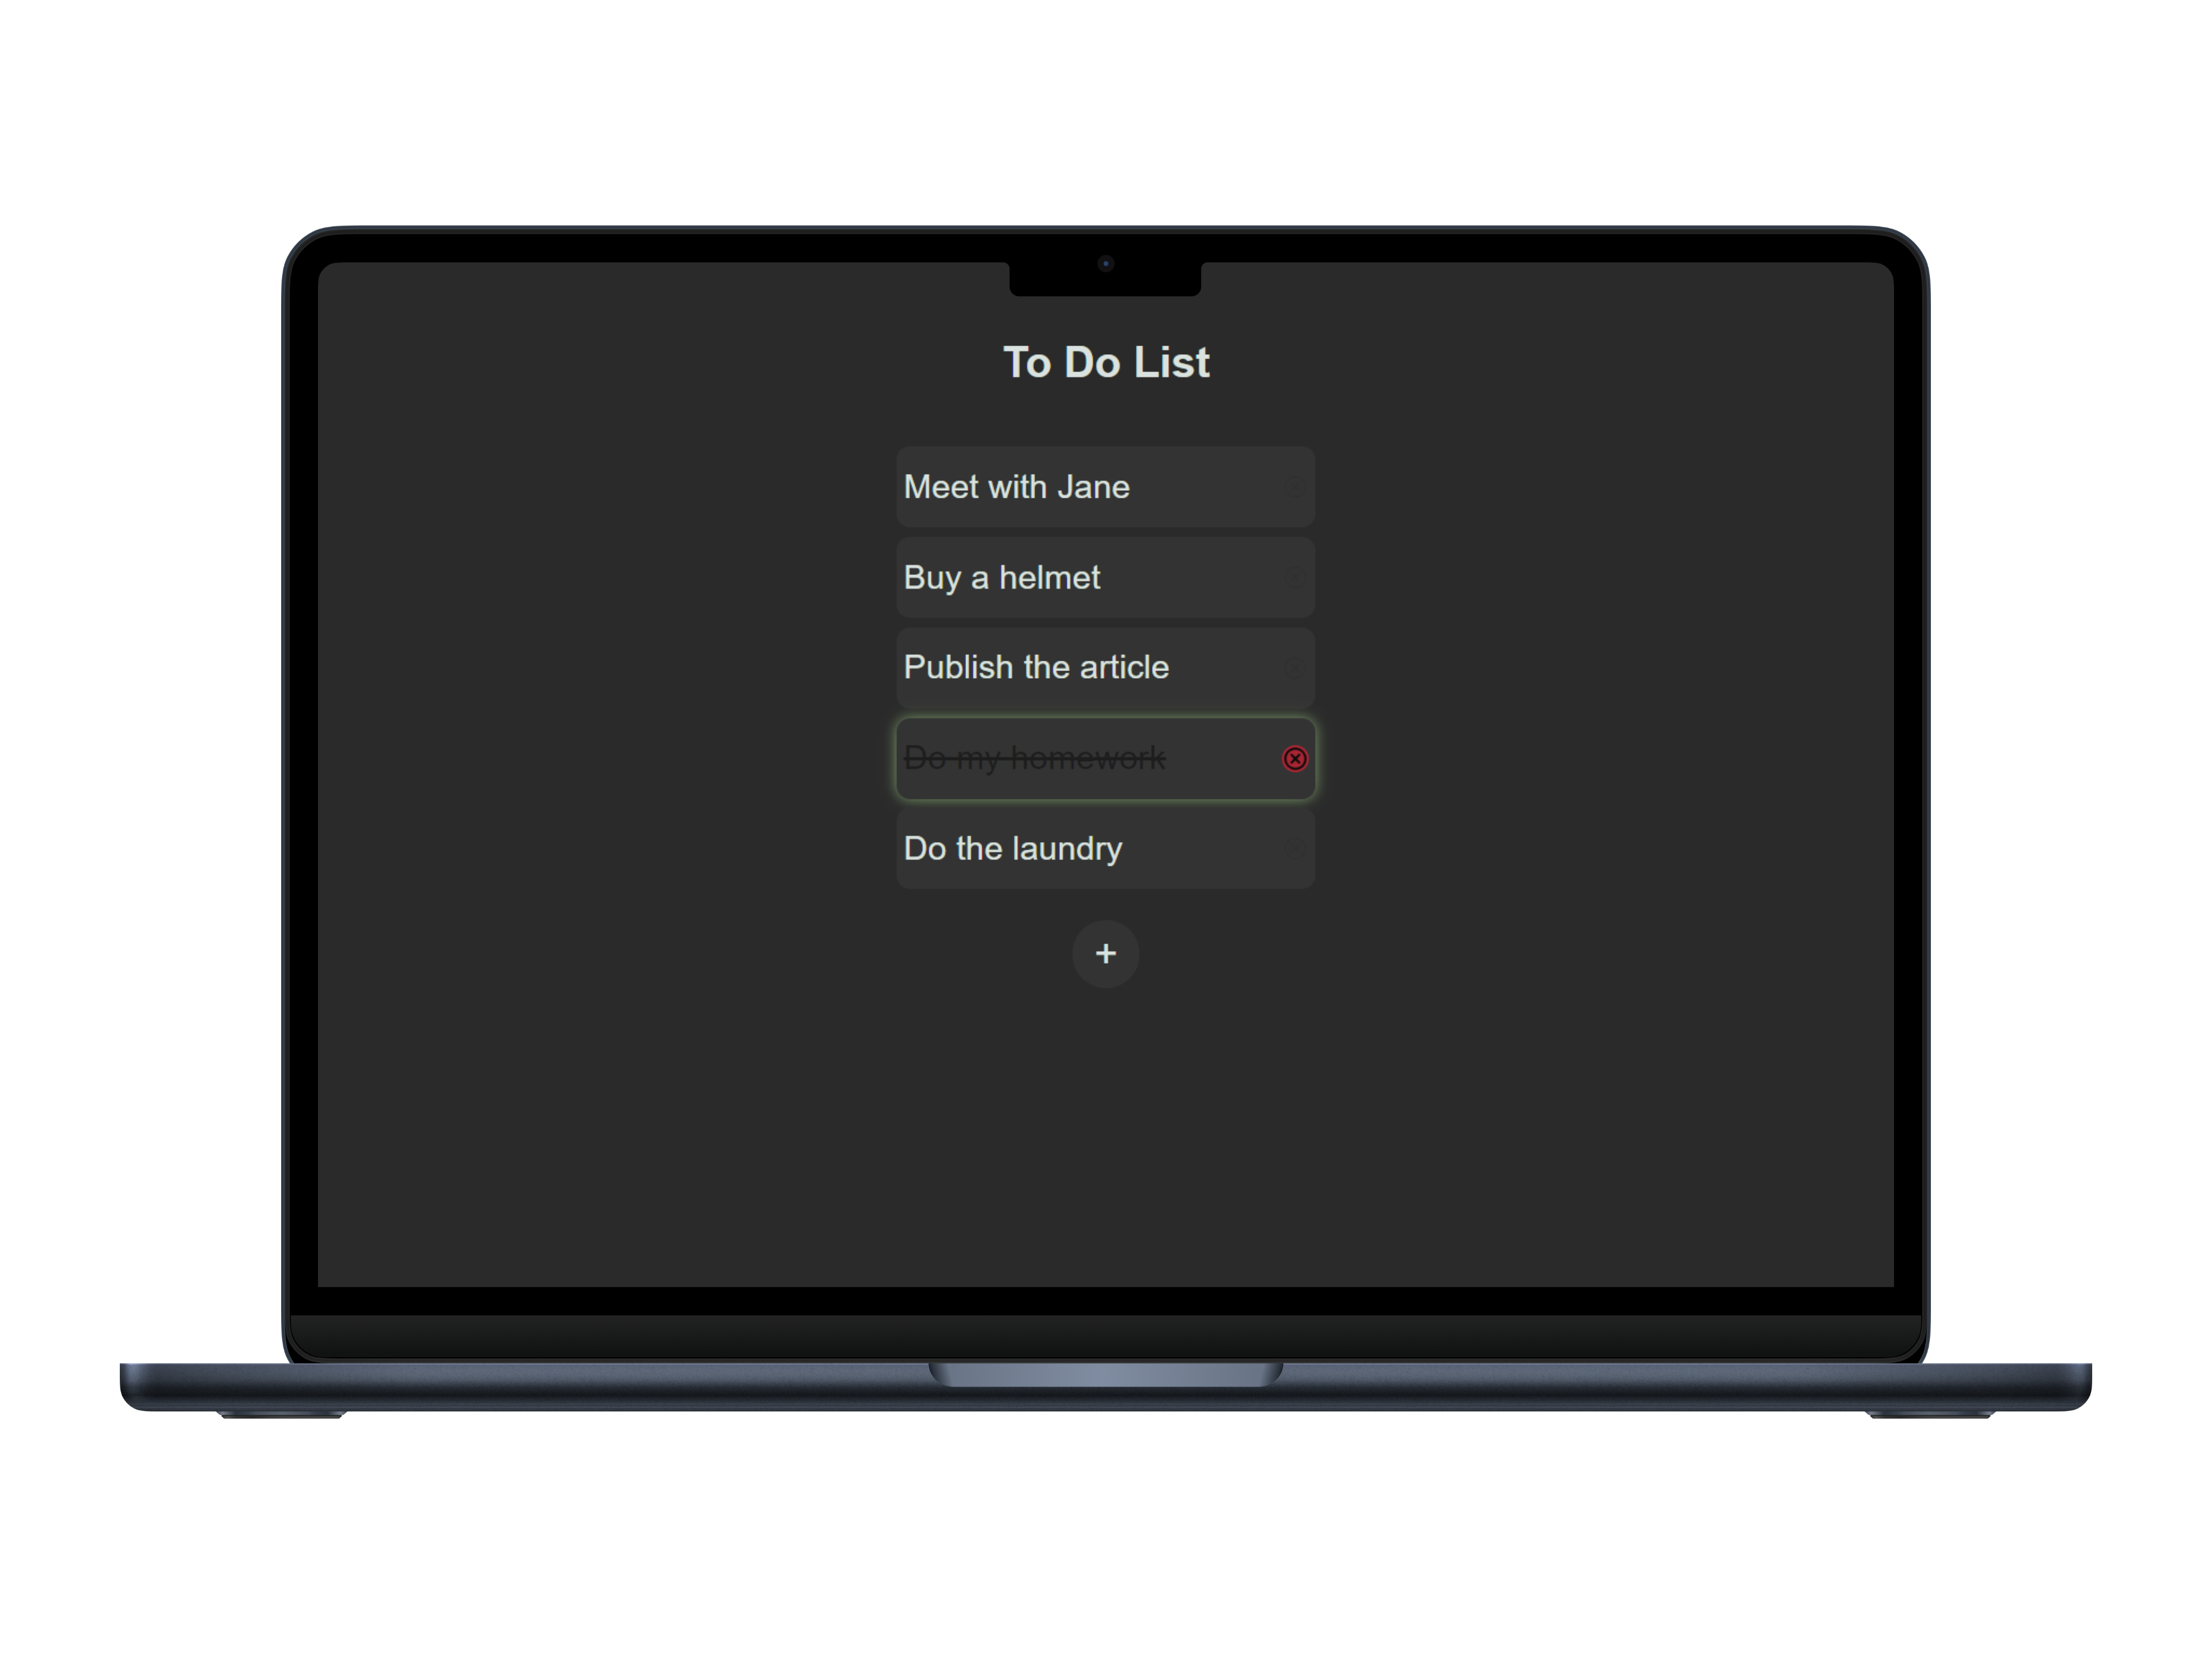 To Do List
Meet with Jane
Buy a helmet
Publish the article
Do my homework
Do the laundry
+